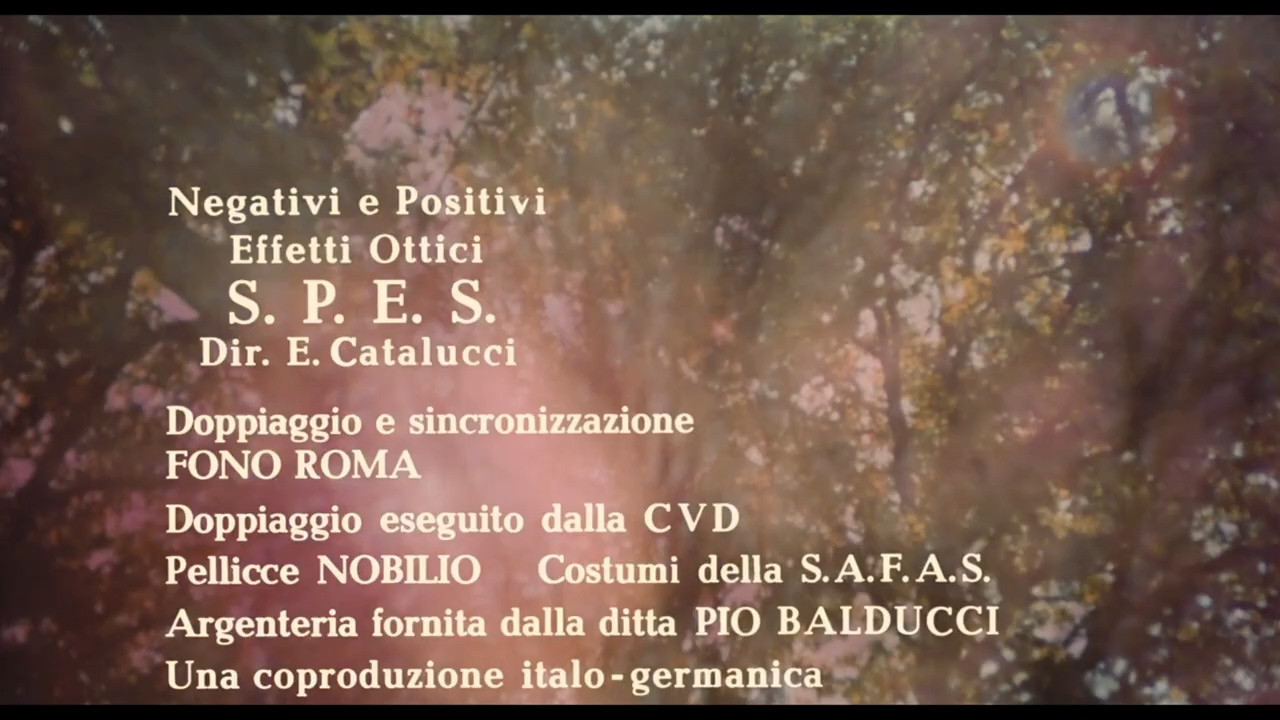 Negativi e Positivi
Effetti Ottici
S. P. E. S.
Dir. E. Catalucci
Doppiaggio e sincronizzazione
FONO ROMA
Doppiaggio eseguito dalla CVD
Pellicce NOBILIO Costumi della S.A.F.A.S.
Argenteria fornita dalla ditta PIO BALDUCCI
Una coproduzione italo-germanica